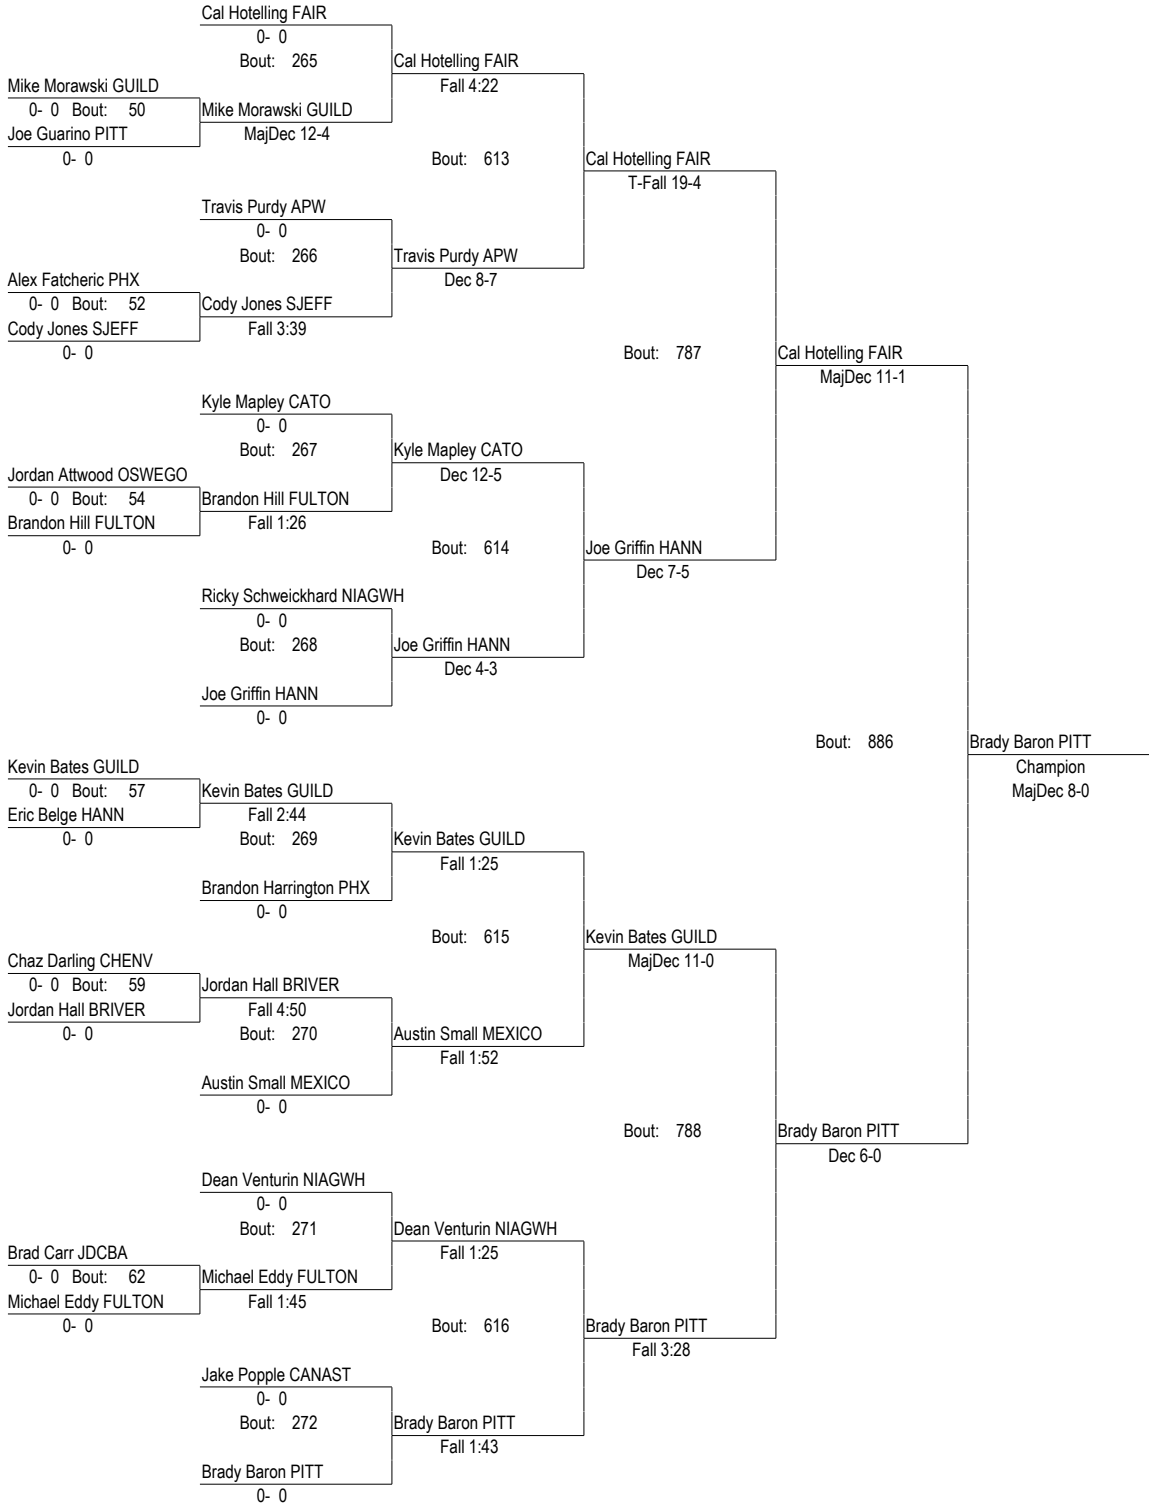 Cal Hotelling FAIR
0- 0
Bout: 265
Cal Hotelling FAIR
Fall 4:22
Mike Morawski GUILD
0- 0 Bout: 50
Mike Morawski GUILD
MajDec 12-4
Joe Guarino PITT
0- 0
Bout: 613
Cal Hotelling FAIR
T-Fall 19-4
Travis Purdy APW
0- 0
Bout: 266
Travis Purdy APW
Dec 8-7
Alex Fatcheric PHX
0- 0 Bout: 52
Cody Jones SJEFF
Fall 3:39
Cody Jones SJEFF
0- 0
Bout: 787
Cal Hotelling FAIR
MajDec 11-1
Kyle Mapley CATO
0- 0
Bout: 267
Kyle Mapley CATO
Dec 12-5
Jordan Attwood OSWEGO
0- 0 Bout: 54
Brandon Hill FULTON
Fall 1:26
Brandon Hill FULTON
0- 0
Bout: 614
Joe Griffin HANN
Dec 7-5
Ricky Schweickhard NIAGWH
0- 0
Bout: 268
Joe Griffin HANN
Dec 4-3
Joe Griffin HANN
0- 0
Bout: 886
Brady Baron PITT
Champion
MajDec 8-0
Kevin Bates GUILD
0- 0 Bout: 57
Kevin Bates GUILD
Fall 2:44
Eric Belge HANN
0- 0
Bout: 269
Kevin Bates GUILD
Fall 1:25
Brandon Harrington PHX
0- 0
Bout: 615
Kevin Bates GUILD
MajDec 11-0
Chaz Darling CHENV
0- 0 Bout: 59
Jordan Hall BRIVER
Fall 4:50
Jordan Hall BRIVER
0- 0
Bout: 270
Austin Small MEXICO
Fall 1:52
Austin Small MEXICO
0- 0
Bout: 788
Brady Baron PITT
Dec 6-0
Dean Venturin NIAGWH
0- 0
Bout: 271
Dean Venturin NIAGWH
Fall 1:25
Brad Carr JDCBA
0- 0 Bout: 62
Michael Eddy FULTON
Fall 1:45
Michael Eddy FULTON
0- 0
Bout: 616
Brady Baron PITT
Fall 3:28
Jake Popple CANAST
0- 0
Bout: 272
Brady Baron PITT
Fall 1:43
Brady Baron PITT
0- 0